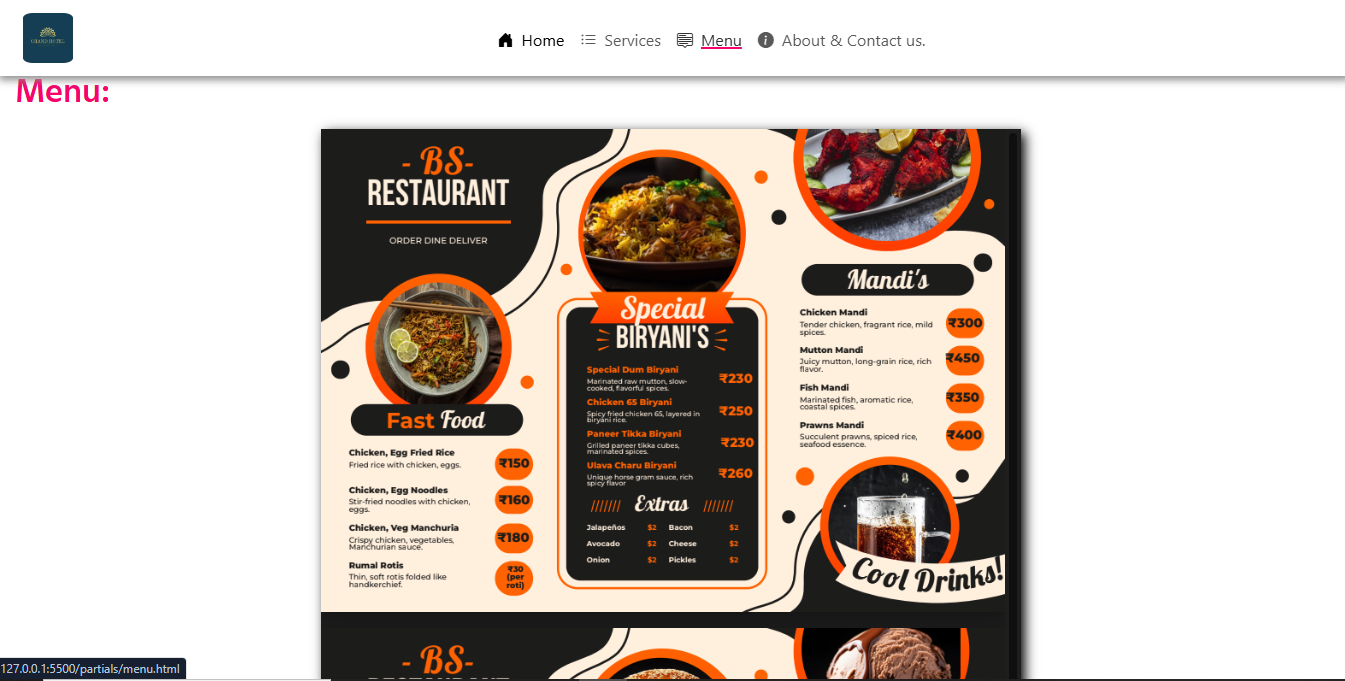 GRAND HOTEL
Home
Services
Menu
About & Contact us.
Menu:
- BS-
RESTAURANT
ORDER DINE DELIVER
Fast Food
Chicken, Egg Fried Rice
Fried rice with chicken, eggs.
₹150
Chicken, Egg Noodles
Stir-fried noodles with chicken,
eggs.
₹160
Chicken, Veg Manchuria
Crispy chicken, vegetables,
Manchurian sauce.
₹180
Rumal Rotis
Thin, soft rotis folded like
handkerchief.
₹30
(per
roti)
Special
BIRYANI'S
Special Dum Biryani
Marinated raw mutton, slow-
cooked, flavorful spices.
₹230
Chicken 65 Biryani
Spicy fried chicken 65, layered in
biryani rice.
₹250
Paneer Tikka Biryani
Grilled paneer tikka cubes,
marinated spices.
₹230
Ulava Charu Biryani
Unique horse gram sauce, rich
spicy flavor
₹260
/////// Extras ///////
Jalapeños $2 Bacon $2
Avocado $2 Cheese $2
Onion $2 Pickles $2
Mandi's
Chicken Mandi
Tender chicken, fragrant rice, mild
spices.
₹300
Mutton Mandi
Juicy mutton, long-grain rice, rich
flavor.
₹450
Fish Mandi
Marinated fish, aromatic rice,
coastal spices.
₹350
Prawns Mandi
Succulent prawns, spiced rice,
seafood essence.
₹400
Cool Drinks!
- BS-
RESTAURANT
127.0.0.1:5500/partials/menu.html